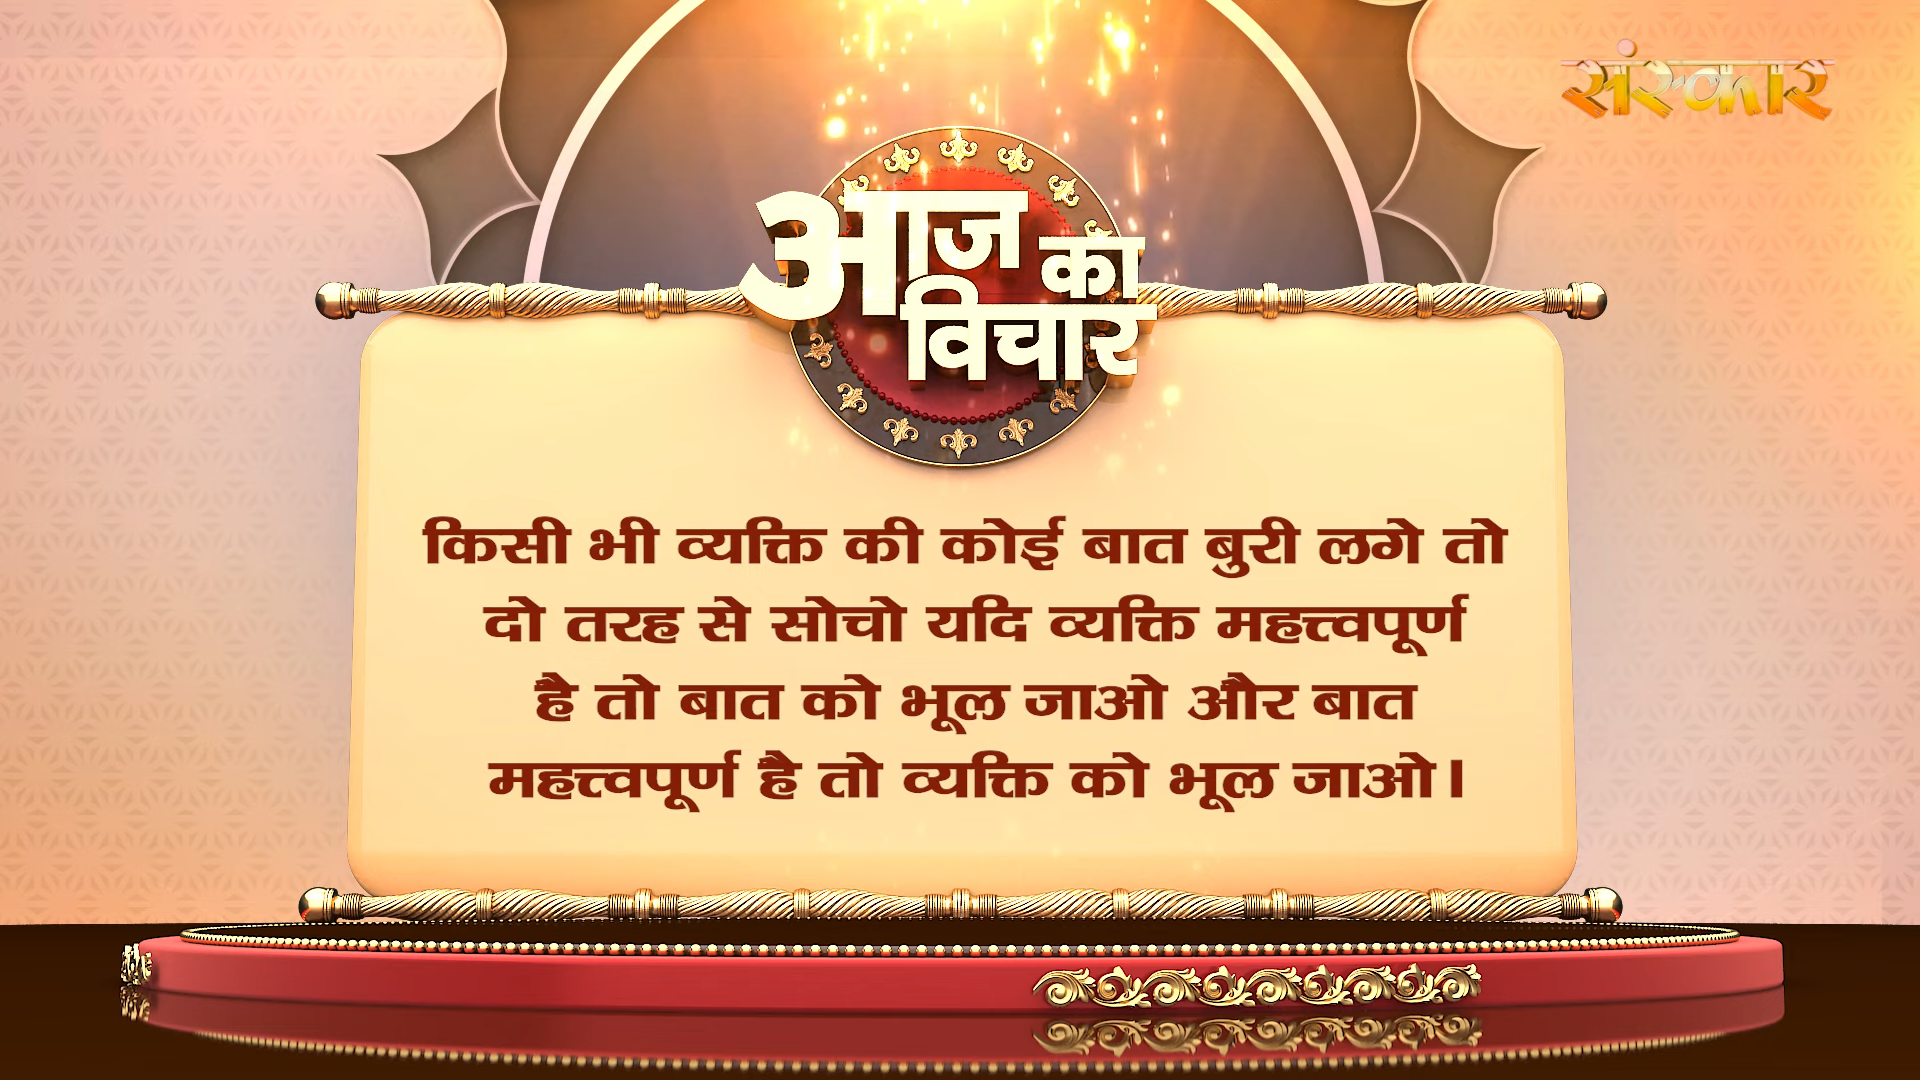 संस्कार
आज का
विचार
किसी भी व्यक्ति की कोई बात बुरी लगे तो
दो तरह से सोचो यदि व्यक्ति महत्त्वपूर्ण
है तो बात को भूल जाओ और बात
महत्त्वपूर्ण है तो व्यक्ति को भूल जाओ।